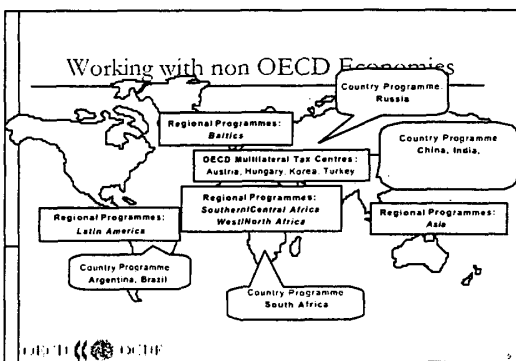 Working with non OECD Economies
Country Programme:
Russia
Regional Programmes:
Baltics
Country Programme
China, India,
OECD Multilateral Tax Centres:
Austria, Hungary, Korea, Turkey
Regional Programmes:
Southern/Central Africa
West/North Africa
Regional Programmes:
Latin America
Regional Programmes:
Asia
Country Programme
Argentina, Brazil
Country Programme
South Africa
OECD OCDE